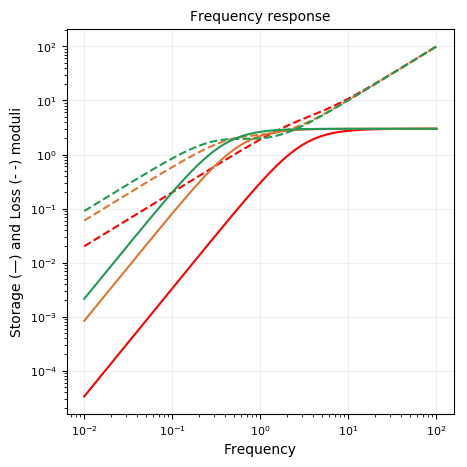 Frequency response
Storage (—) and Loss (- -) moduli
10²
10¹
10⁰
10⁻¹
10⁻²
10⁻³
10⁻⁴
10⁻² 10⁻¹ 10⁰ 10¹ 10²
Frequency